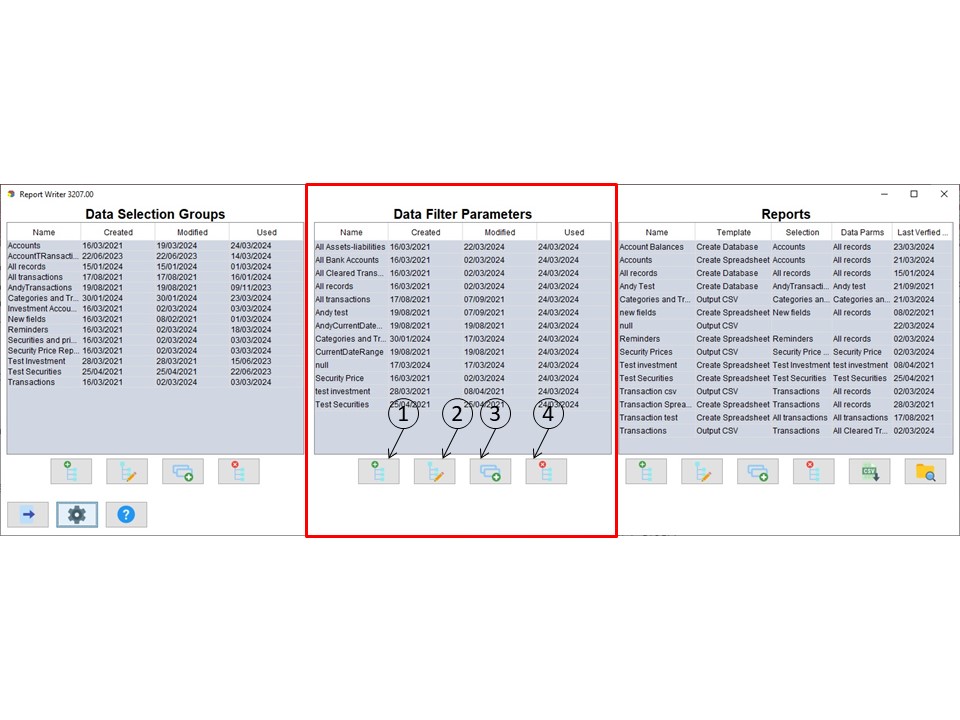 Report Writer 3207.00
Data Selection Groups
Name Created Modified Used
Accounts 16/03/2021 19/03/2024 24/03/2024
AccountTRansacti... 22/06/2023 22/06/2023 14/03/2024
All records 15/01/2024 15/01/2024 01/03/2024
All transactions 17/08/2021 17/08/2021 16/01/2024
AndyTransactions 19/08/2021 19/08/2021 09/11/2023
Categories and Tr... 30/01/2024 30/01/2024 23/03/2024
Investment Accou... 16/03/2021 02/03/2024 03/03/2024
New fields 16/03/2021 08/02/2021 01/03/2024
Reminders 16/03/2021 02/03/2024 18/03/2024
Securities and pri... 16/03/2021 02/03/2024 03/03/2024
Security Price Rep... 16/03/2021 02/03/2024 03/03/2024
Test Investment 28/03/2021 28/03/2021 15/06/2023
Test Securities 25/04/2021 25/04/2021 22/06/2023
Transactions 16/03/2021 02/03/2024 03/03/2024
Data Filter Parameters
Name Created Modified Used
All Assets-liabilities 16/03/2021 22/03/2024 24/03/2024
All Bank Accounts 16/03/2021 02/03/2024 24/03/2024
All Cleared Trans... 16/03/2021 02/03/2024 24/03/2024
All records 16/03/2021 02/03/2024 24/03/2024
All transactions 17/08/2021 07/09/2021 24/03/2024
Andy test 19/08/2021 07/09/2021 24/03/2024
AndyCurrentDate... 19/08/2021 19/08/2021 24/03/2024
Categories and Tr... 30/01/2024 17/03/2024 24/03/2024
CurrentDateRange 19/08/2021 19/08/2021 24/03/2024
null 17/03/2024 17/03/2024 24/03/2024
Security Price 16/03/2021 02/03/2024 24/03/2024
test investment 28/03/2021 08/04/2021 24/03/2024
Test Securities 25/04/2021 25/04/2021 24/03/2024
1 2 3 4
Reports
Name Template Selection Data Parms Last Verfied ...
Account Balances Create Database Accounts All records 23/03/2024
Accounts Create Spreadsheet Accounts All records 21/03/2024
All records Create Database All records All records 15/01/2024
Andy Test Create Database AndyTransacti... Andy test 21/09/2021
Categories and Tr... Output CSV Categories an... Categories an... 21/03/2024
new fields Create Spreadsheet New fields All records 08/02/2021
null Output CSV 22/03/2024
Reminders Create Spreadsheet Reminders All records 02/03/2024
Security Prices Output CSV Security Price ... Security Price 02/03/2024
Test investment Create Spreadsheet Test Investment test investment 08/04/2021
Test Securities Create Spreadsheet Test Securities Test Securities 25/04/2021
Transaction csv Output CSV Transactions All records 02/03/2024
Transaction Sprea... Create Spreadsheet Transactions All records 28/03/2021
Transaction test Create Spreadsheet All transactions All transactions 17/08/2021
Transactions Output CSV Transactions All Cleared Tr... 02/03/2024
CSV
?